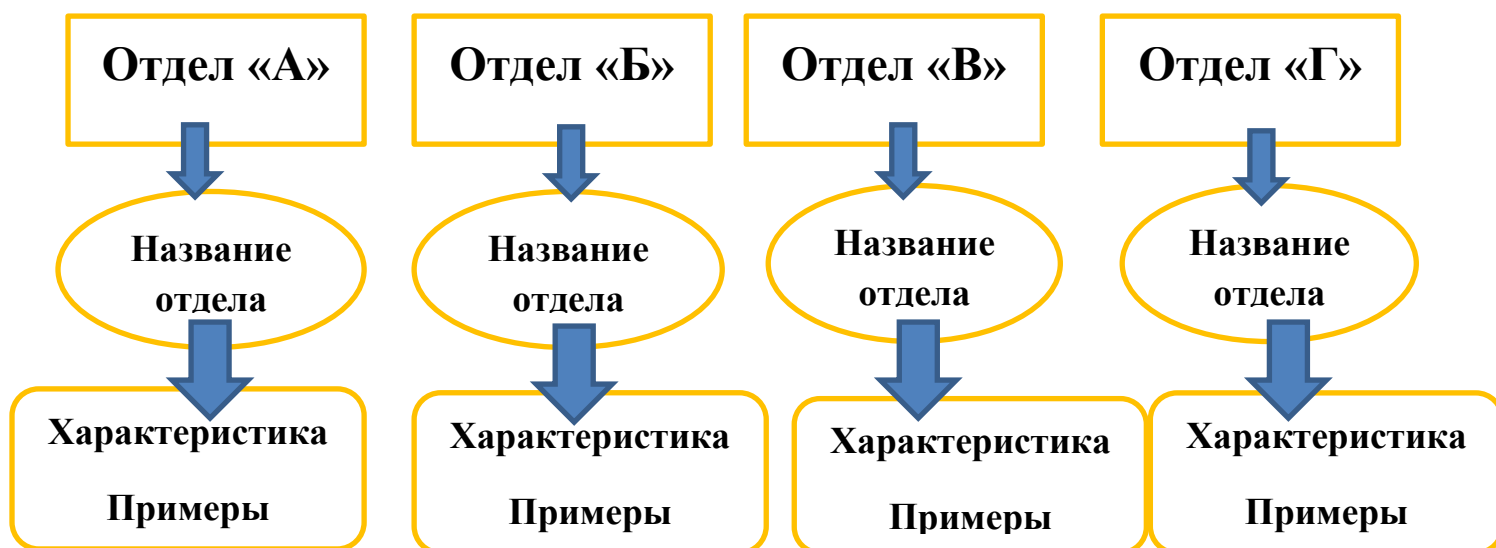 Отдел «А»
Отдел «Б»
Отдел «В»
Отдел «Г»
Название
отдела
Название
отдела
Название
отдела
Название
отдела
Характеристика
Примеры
Характеристика
Примеры
Характеристика
Примеры
Характеристика
Примеры